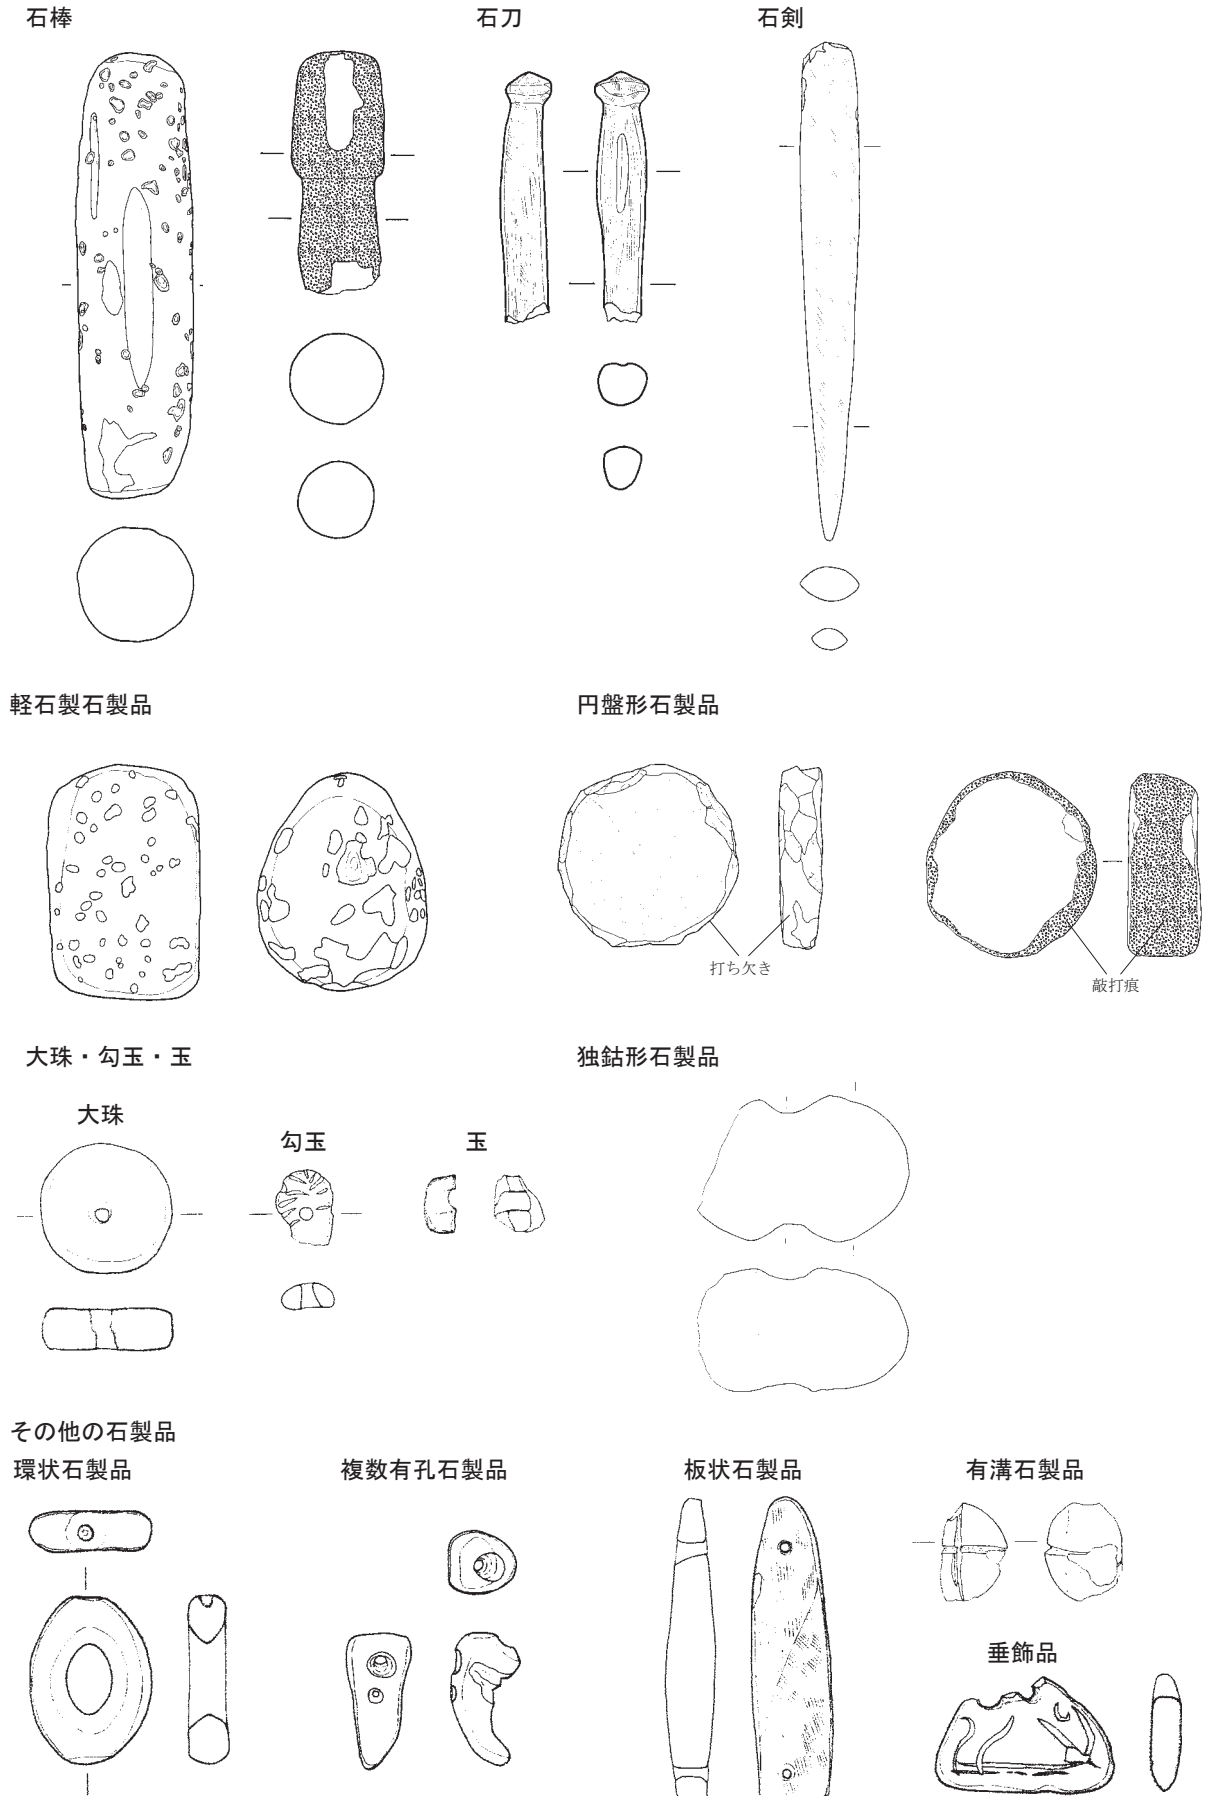 石棒
石刀
石剣
軽石製石製品
円盤形石製品
打ち欠き
敲打痕
大珠・勾玉・玉
独鈷形石製品
大珠
勾玉
玉
その他の石製品
環状石製品
複数有孔石製品
板状石製品
有溝石製品
垂飾品